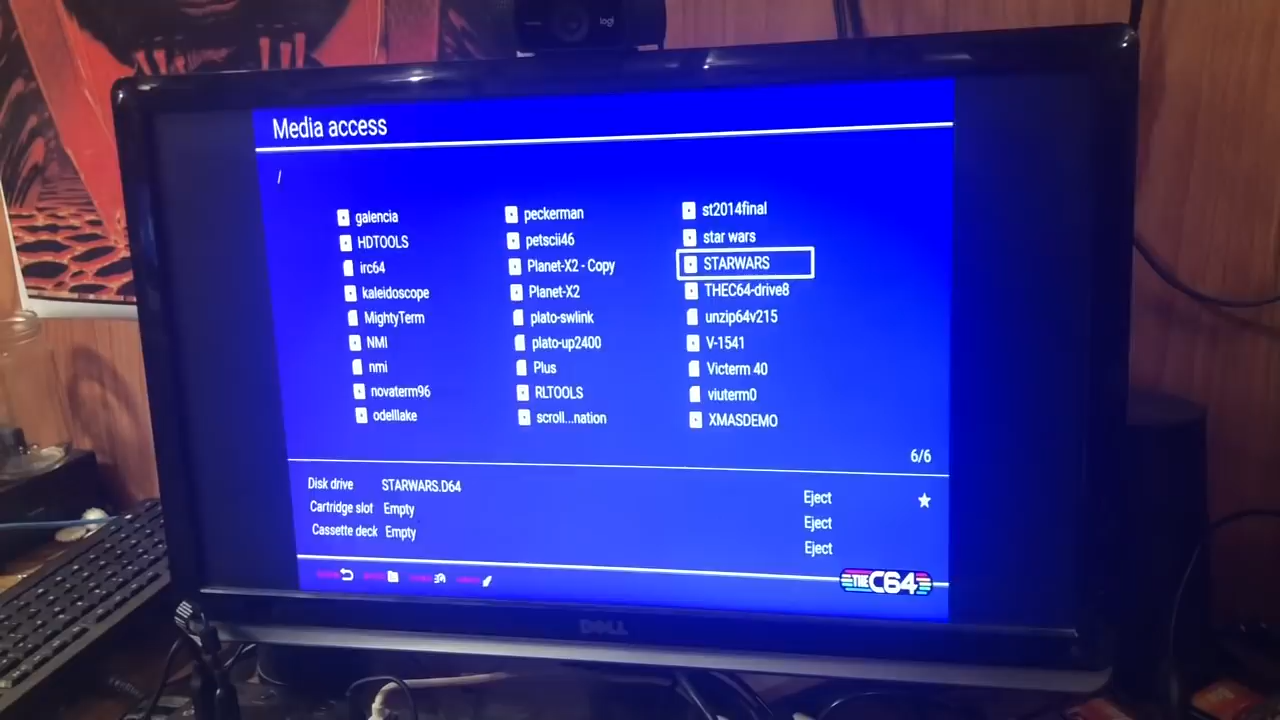 logi
Media access
/
galencia
HDTOOLS
irc64
kaleidoscope
MightyTerm
NMI
nmi
novaterm96
odelllake
peckerman
petscii46
Planet-X2 - Copy
Planet-X2
plato-swlink
plato-up2400
Plus
RLTOOLS
scroll...nation
st2014final
star wars
STARWARS
THEC64-drive8
unzip64v215
V-1541
Victerm 40
viuterm0
XMASDEMO
6/6
Disk drive STARWARS.D64 Eject
Cartridge slot Empty Eject
Cassette deck Empty Eject
THE C64
DELL